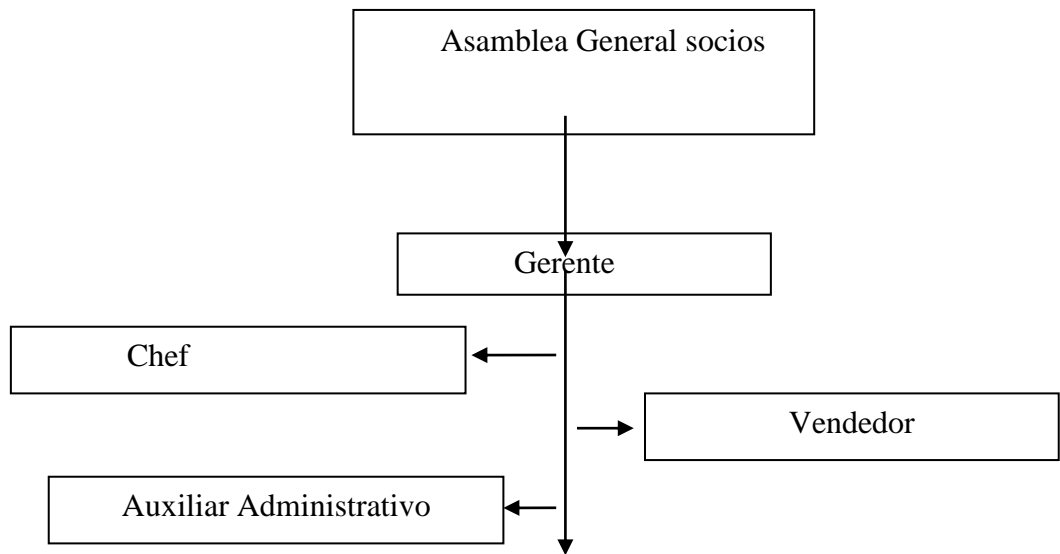 Asamblea General socios
Gerente
Chef
Vendedor
Auxiliar Administrativo